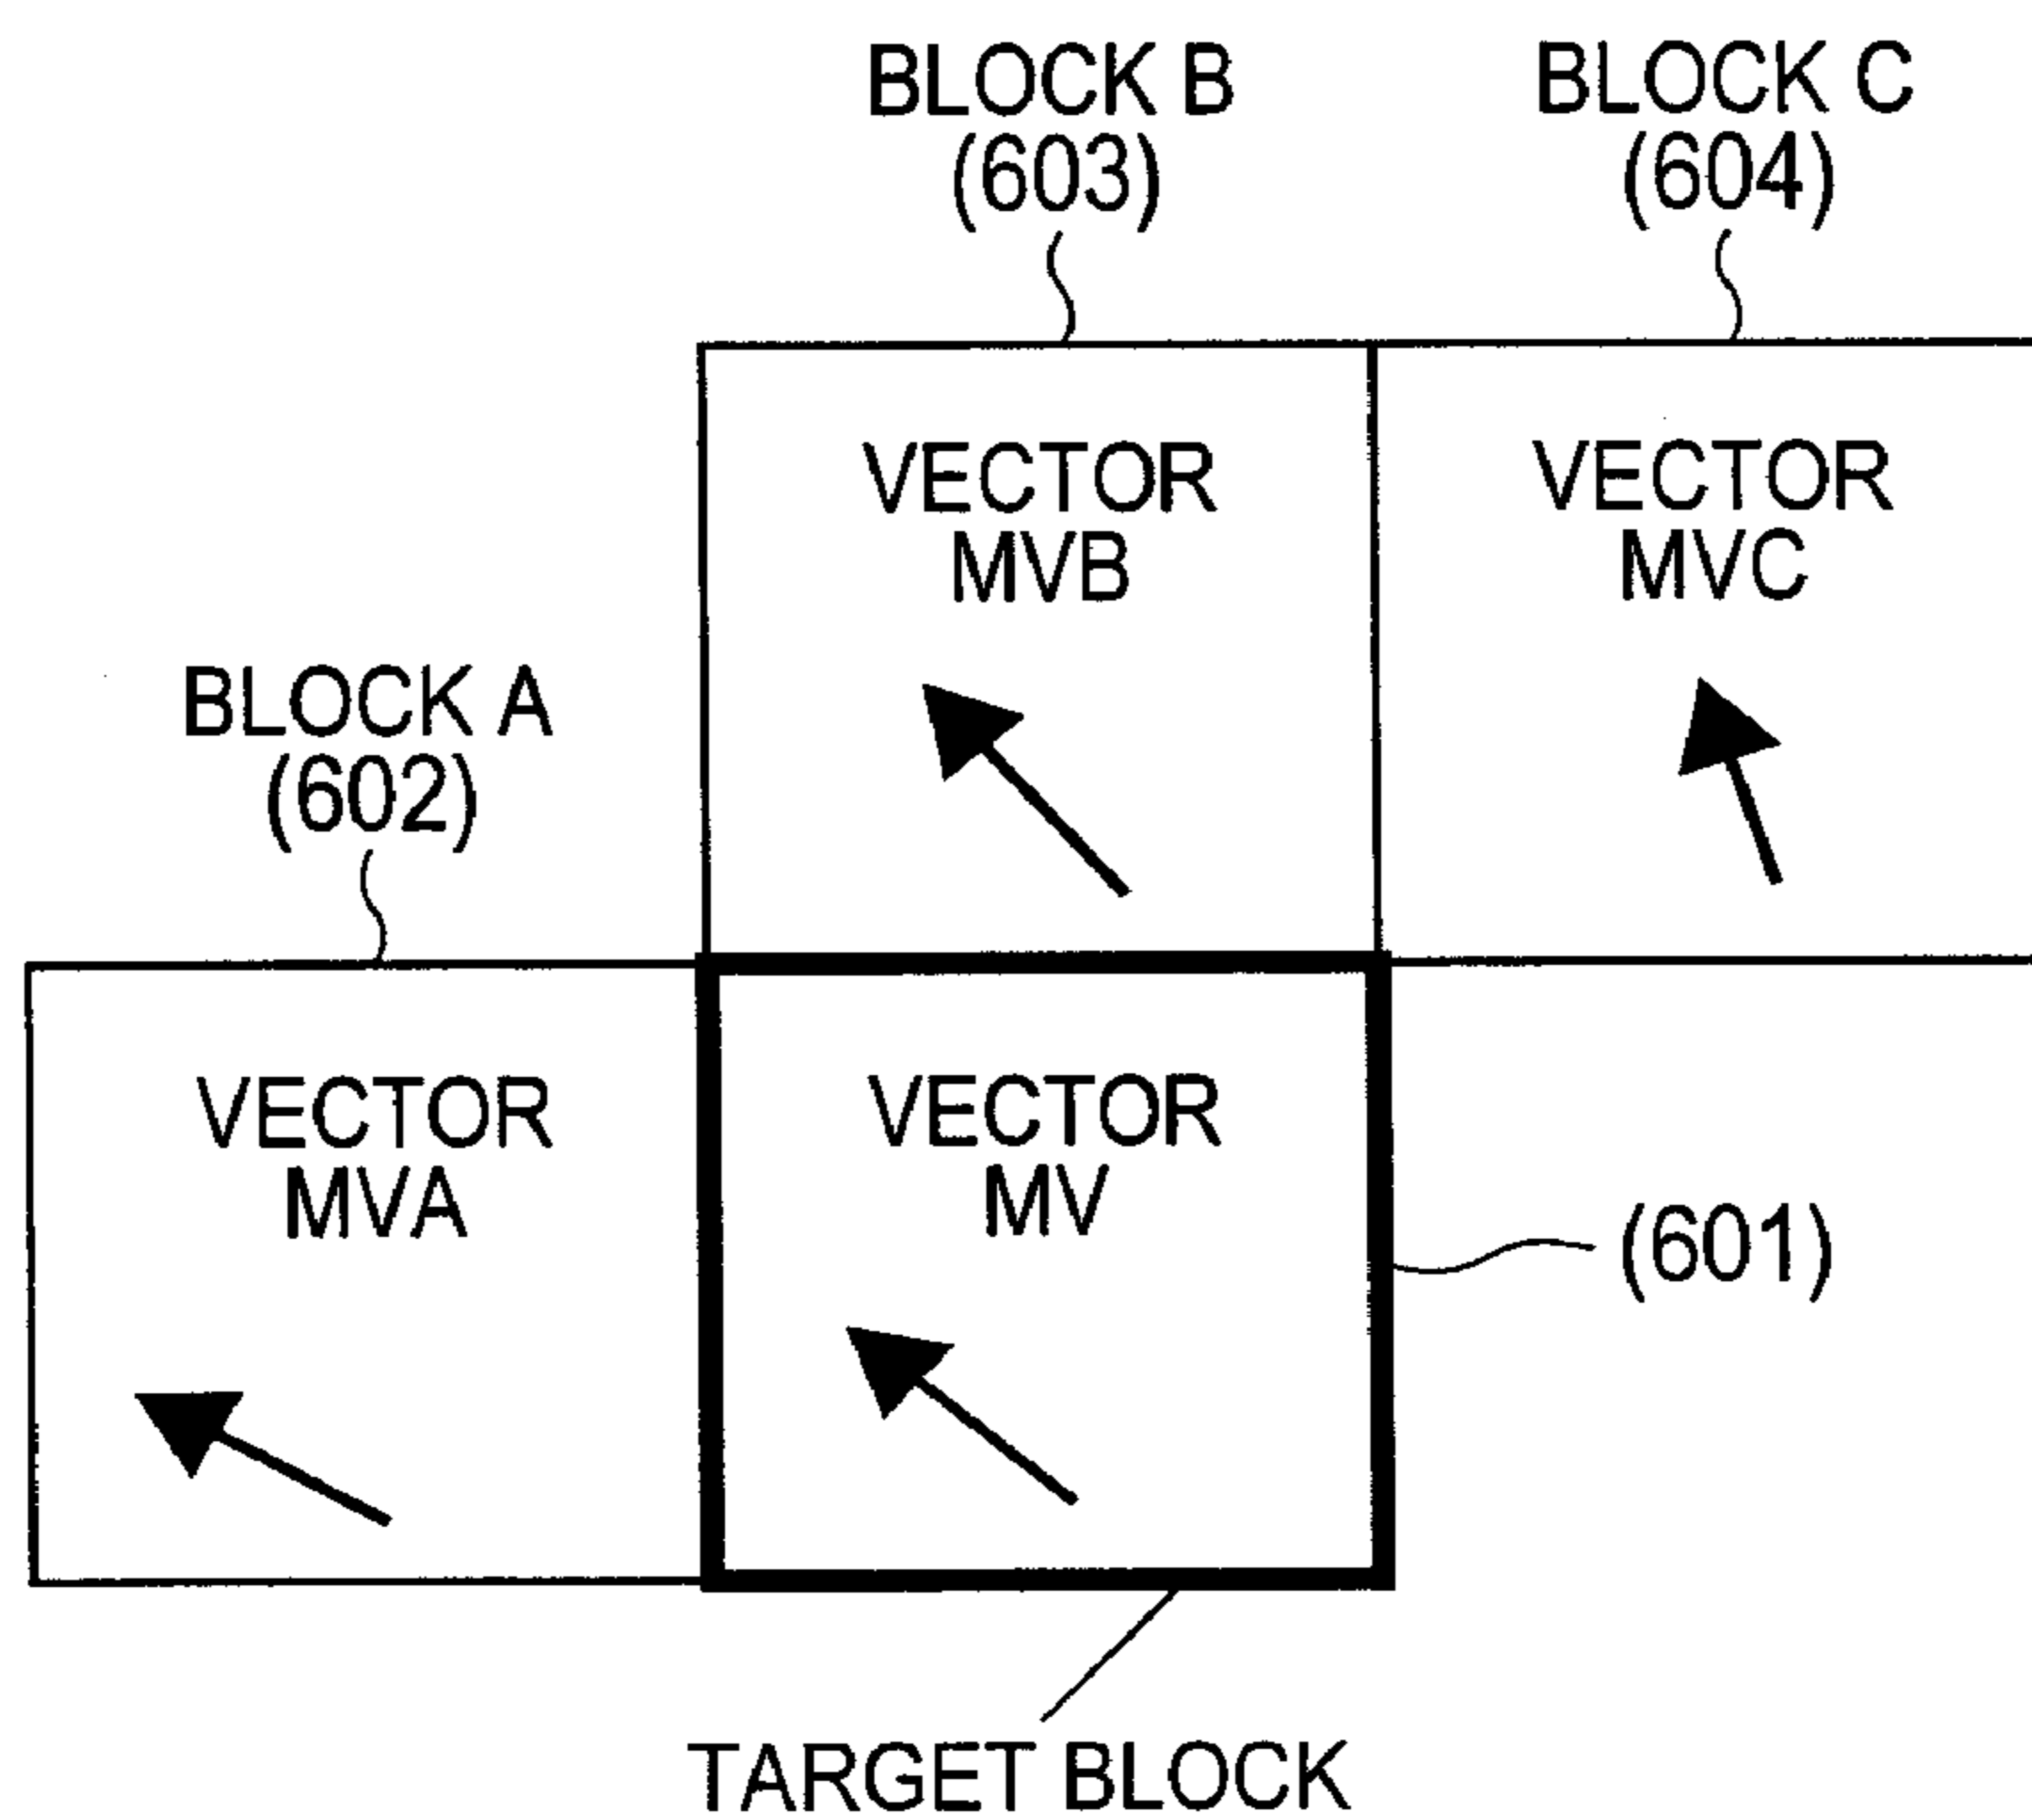 BLOCK B
(603)
BLOCK C
(604)
VECTOR
MVB
VECTOR
MVC
BLOCK A
(602)
VECTOR
MVA
VECTOR
MV
(601)
TARGET BLOCK